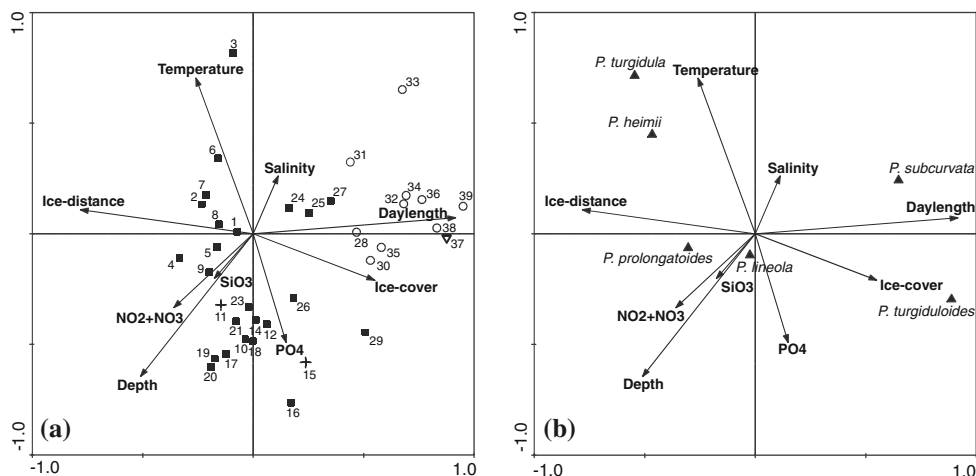 1.0
3
Temperature
33
6
31
Salinity
7
2
Ice-distance
24
25
27
34
32
36
39
Daylength
8
1
28
38
37
5
35
4
9
30
SiO3
Ice-cover
NO2+NO3
11
23
26
21
14
12
29
10
18
PO4
19
17
15
20
Depth
16
(a)
-1.0
-1.0
1.0
1.0
P. turgidula
Temperature
P. heimii
Salinity
P. subcurvata
Ice-distance
Daylength
P. prolongatoides
P. lineola
SiO3
Ice-cover
NO2+NO3
P. turgiduloides
PO4
Depth
(b)
-1.0
-1.0
1.0